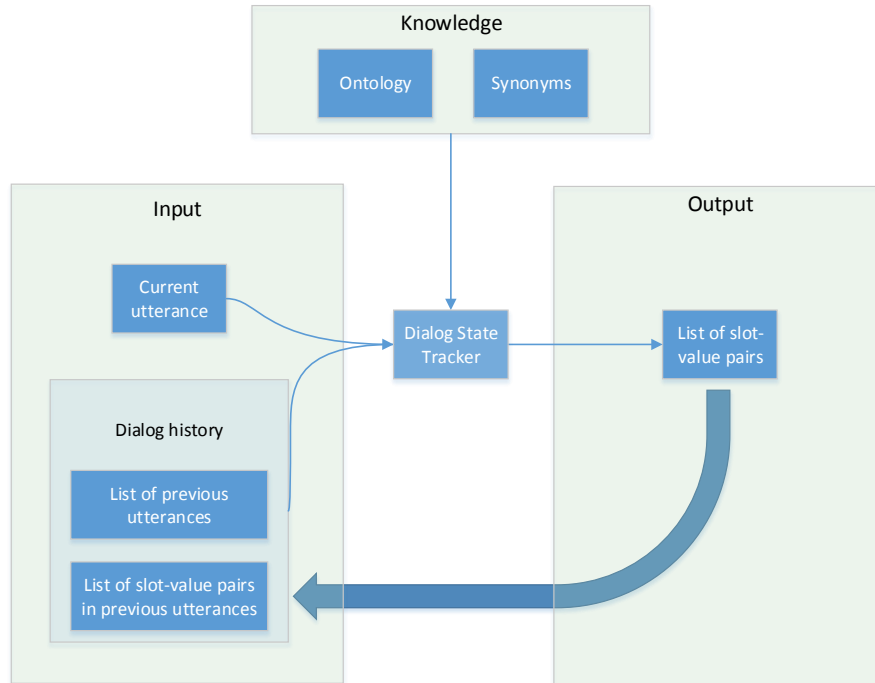 Knowledge
Ontology
Synonyms
Input
Output
Current
utterance
Dialog State
Tracker
List of slot-
value pairs
Dialog history
List of previous
utterances
List of slot-value pairs
in previous utterances